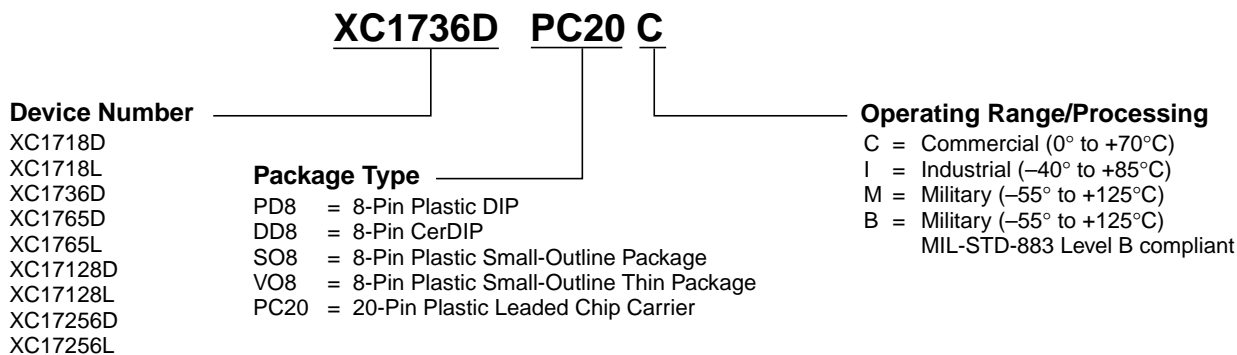 XC1736D PC20 C
Device Number
XC1718D
XC1718L
XC1736D
XC1765D
XC1765L
XC17128D
XC17128L
XC17256D
XC17256L
Package Type
PD8 = 8-Pin Plastic DIP
DD8 = 8-Pin CerDIP
SO8 = 8-Pin Plastic Small-Outline Package
VO8 = 8-Pin Plastic Small-Outline Thin Package
PC20 = 20-Pin Plastic Leaded Chip Carrier
Operating Range/Processing
C = Commercial (0° to +70°C)
I = Industrial (–40° to +85°C)
M = Military (–55° to +125°C)
B = Military (–55° to +125°C)
MIL-STD-883 Level B compliant